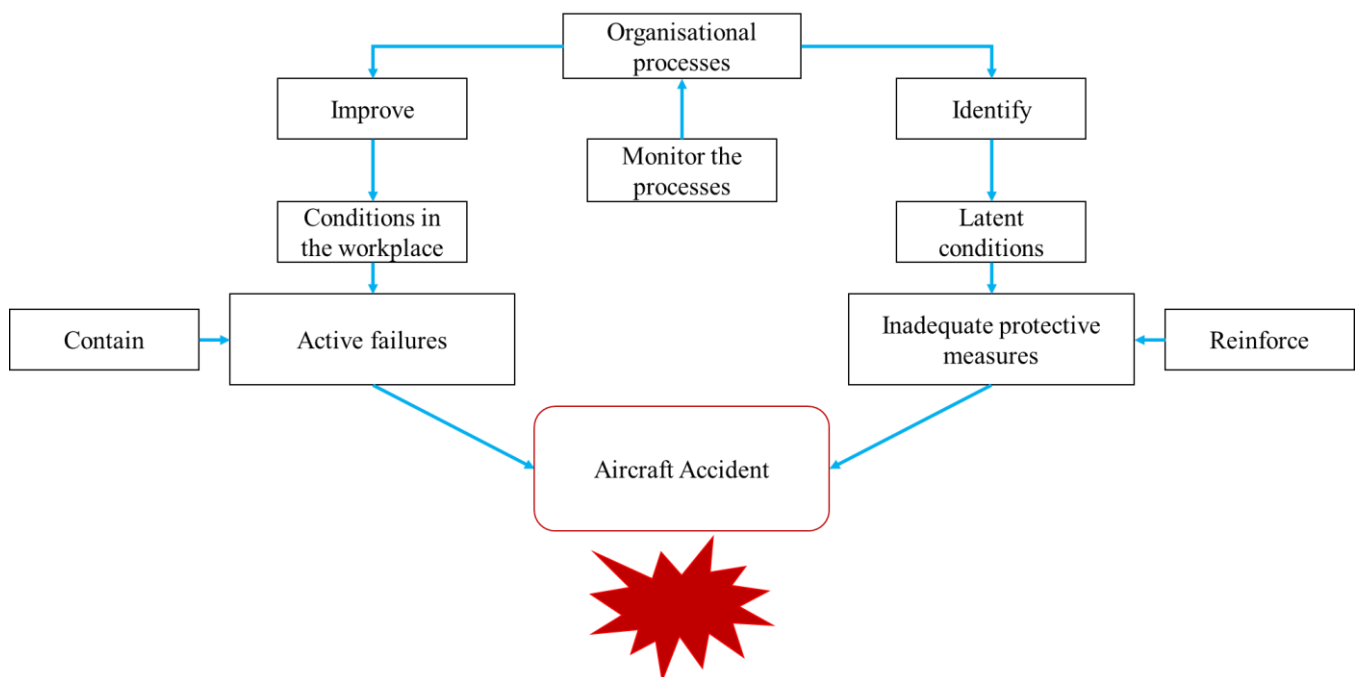 Organisational
processes
Improve
Identify
Monitor the
processes
Conditions in
the workplace
Latent
conditions
Contain
Active failures
Inadequate protective
measures
Reinforce
Aircraft Accident